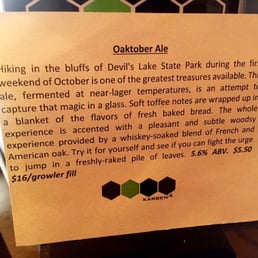 Oaktober Ale
Hiking in the bluffs of Devil's Lake State Park during the first
weekend of October is one of the greatest treasures available. This
ale, fermented at near-lager temperatures, is an attempt to
capture that magic in a glass. Soft toffee notes are wrapped up in
a blanket of the flavors of fresh baked bread. The whole
experience is accented with a pleasant and subtle woodsy
experience provided by a whiskey-soaked blend of French and
American oak. Try it for yourself and see if you can fight the urge
to jump in a freshly-raked pile of leaves. 5.6% ABV. $5.50
$16/growler fill
KARBEN4